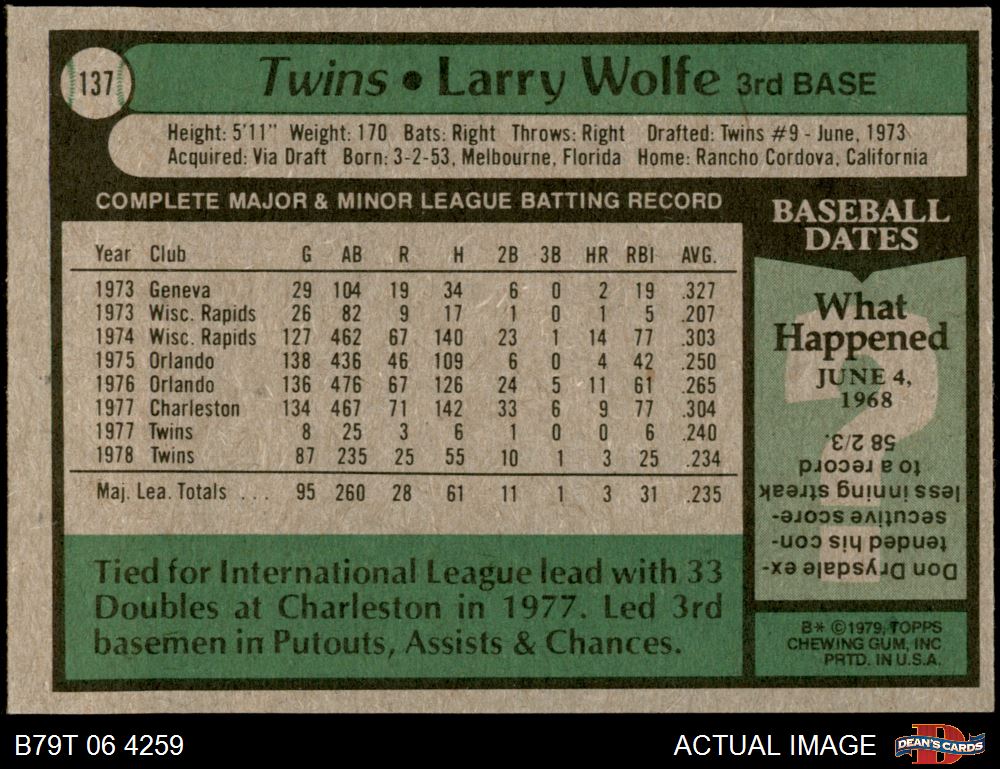 137
Twins • Larry Wolfe 3rd BASE
Height: 5'11" Weight: 170 Bats: Right Throws: Right Drafted: Twins #9 - June, 1973
Acquired: Via Draft Born: 3-2-53, Melbourne, Florida Home: Rancho Cordova, California
COMPLETE MAJOR & MINOR LEAGUE BATTING RECORD
Year Club G AB R H 2B 3B HR RBI AVG.
1973 Geneva 29 104 19 34 6 0 2 19 .327
1973 Wisc. Rapids 26 82 9 17 1 0 1 5 .207
1974 Wisc. Rapids 127 462 67 140 23 1 14 77 .303
1975 Orlando 138 436 46 109 6 0 4 42 .250
1976 Orlando 136 476 67 126 24 5 11 61 .265
1977 Charleston 134 467 71 142 33 6 9 77 .304
1977 Twins 8 25 3 6 1 0 0 6 .240
1978 Twins 87 235 25 55 10 1 3 25 .234
Maj. Lea. Totals ... 95 260 28 61 11 1 3 31 .235
Tied for International League lead with 33
Doubles at Charleston in 1977. Led 3rd
basemen in Putouts, Assists & Chances.
BASEBALL
DATES
What
Happened
JUNE 4,
1968
Don Drysdale ex-
tended his con-
secutive score-
less inning streak
to a record
58 2/3.
B* ©1979, TOPPS
CHEWING GUM, INC
PRTD. IN U.S.A.
B79T 06 4259
ACTUAL IMAGE
D
DEAN'S CARDS